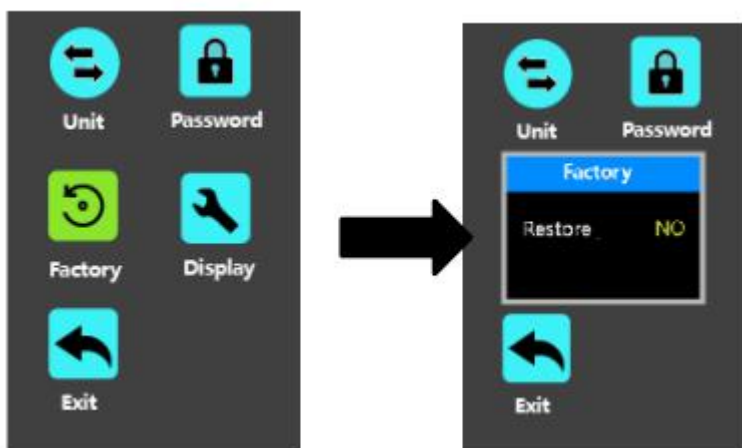 Unit Password
Factory Display
Exit
Unit Password
Factory
Restore NO
Exit